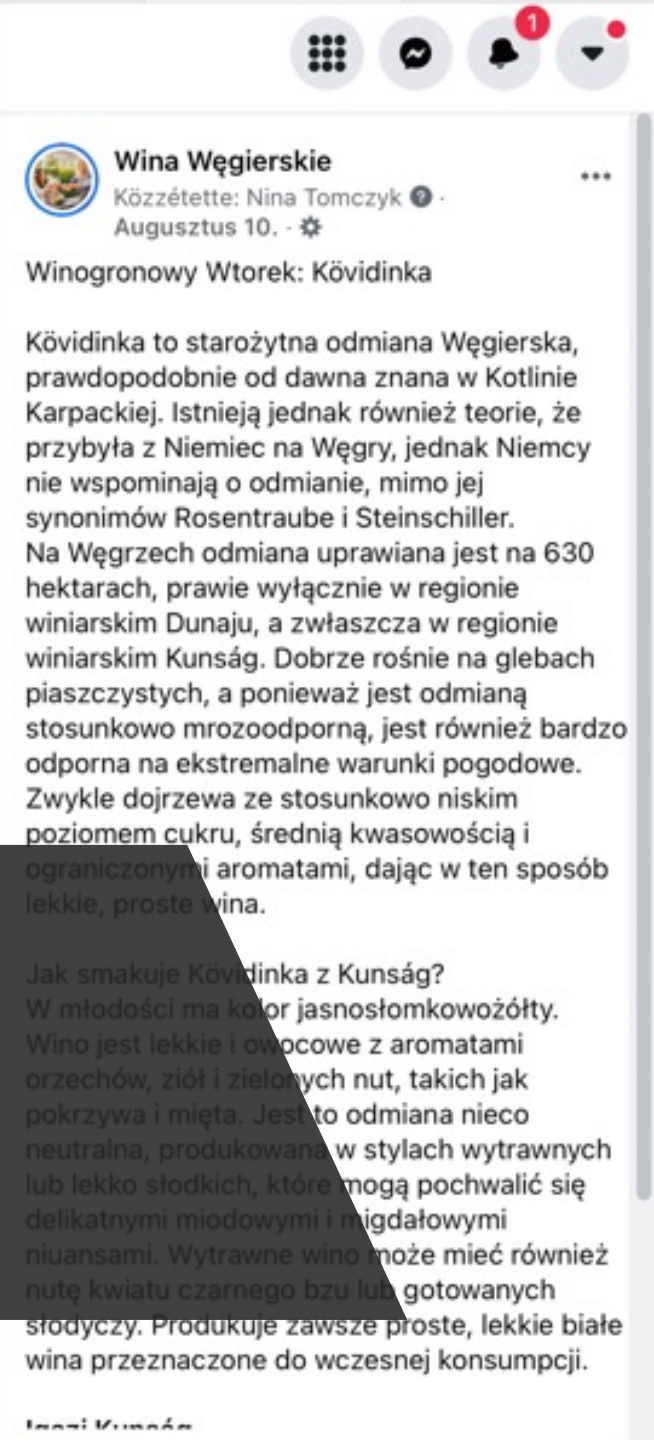 1
Wina Węgierskie
Közzétette: Nina Tomczyk ·
Augusztus 10. ·
Winogronowy Wtorek: Kövidinka
Kövidinka to starożytna odmiana Węgierska,
prawdopodobnie od dawna znana w Kotlinie
Karpackiej. Istnieją jednak również teorie, że
przybyła z Niemiec na Węgry, jednak Niemcy
nie wspominają o odmianie, mimo jej
synonimów Rosentraube i Steinschiller.
Na Węgrzech odmiana uprawiana jest na 630
hektarach, prawie wyłącznie w regionie
winiarskim Dunaju, a zwłaszcza w regionie
winiarskim Kunság. Dobrze rośnie na glebach
piaszczystych, a ponieważ jest odmianą
stosunkowo mrozoodporną, jest również bardzo
odporna na ekstremalne warunki pogodowe.
Zwykle dojrzewa ze stosunkowo niskim
poziomem cukru, średnią kwasowością i
ograniczonymi aromatami, dając w ten sposób
lekkie, proste wina.
Jak smakuje Kövidinka z Kunság?
W młodości ma kolor jasnosłomkowożółty.
Wino jest lekkie i owocowe z aromatami
orzechów, ziół i zielonych nut, takich jak
pokrzywa i mięta. Jest to odmiana nieco
neutralna, produkowana w stylach wytrawnych
lub lekko słodkich, które mogą pochwalić się
delikatnymi miodowymi i migdałowymi
niuansami. Wytrawne wino może mieć również
nutę kwiatu czarnego bzu lub gotowanych
słodyczy. Produkuje zawsze proste, lekkie białe
wina przeznaczone do wczesnej konsumpcji.